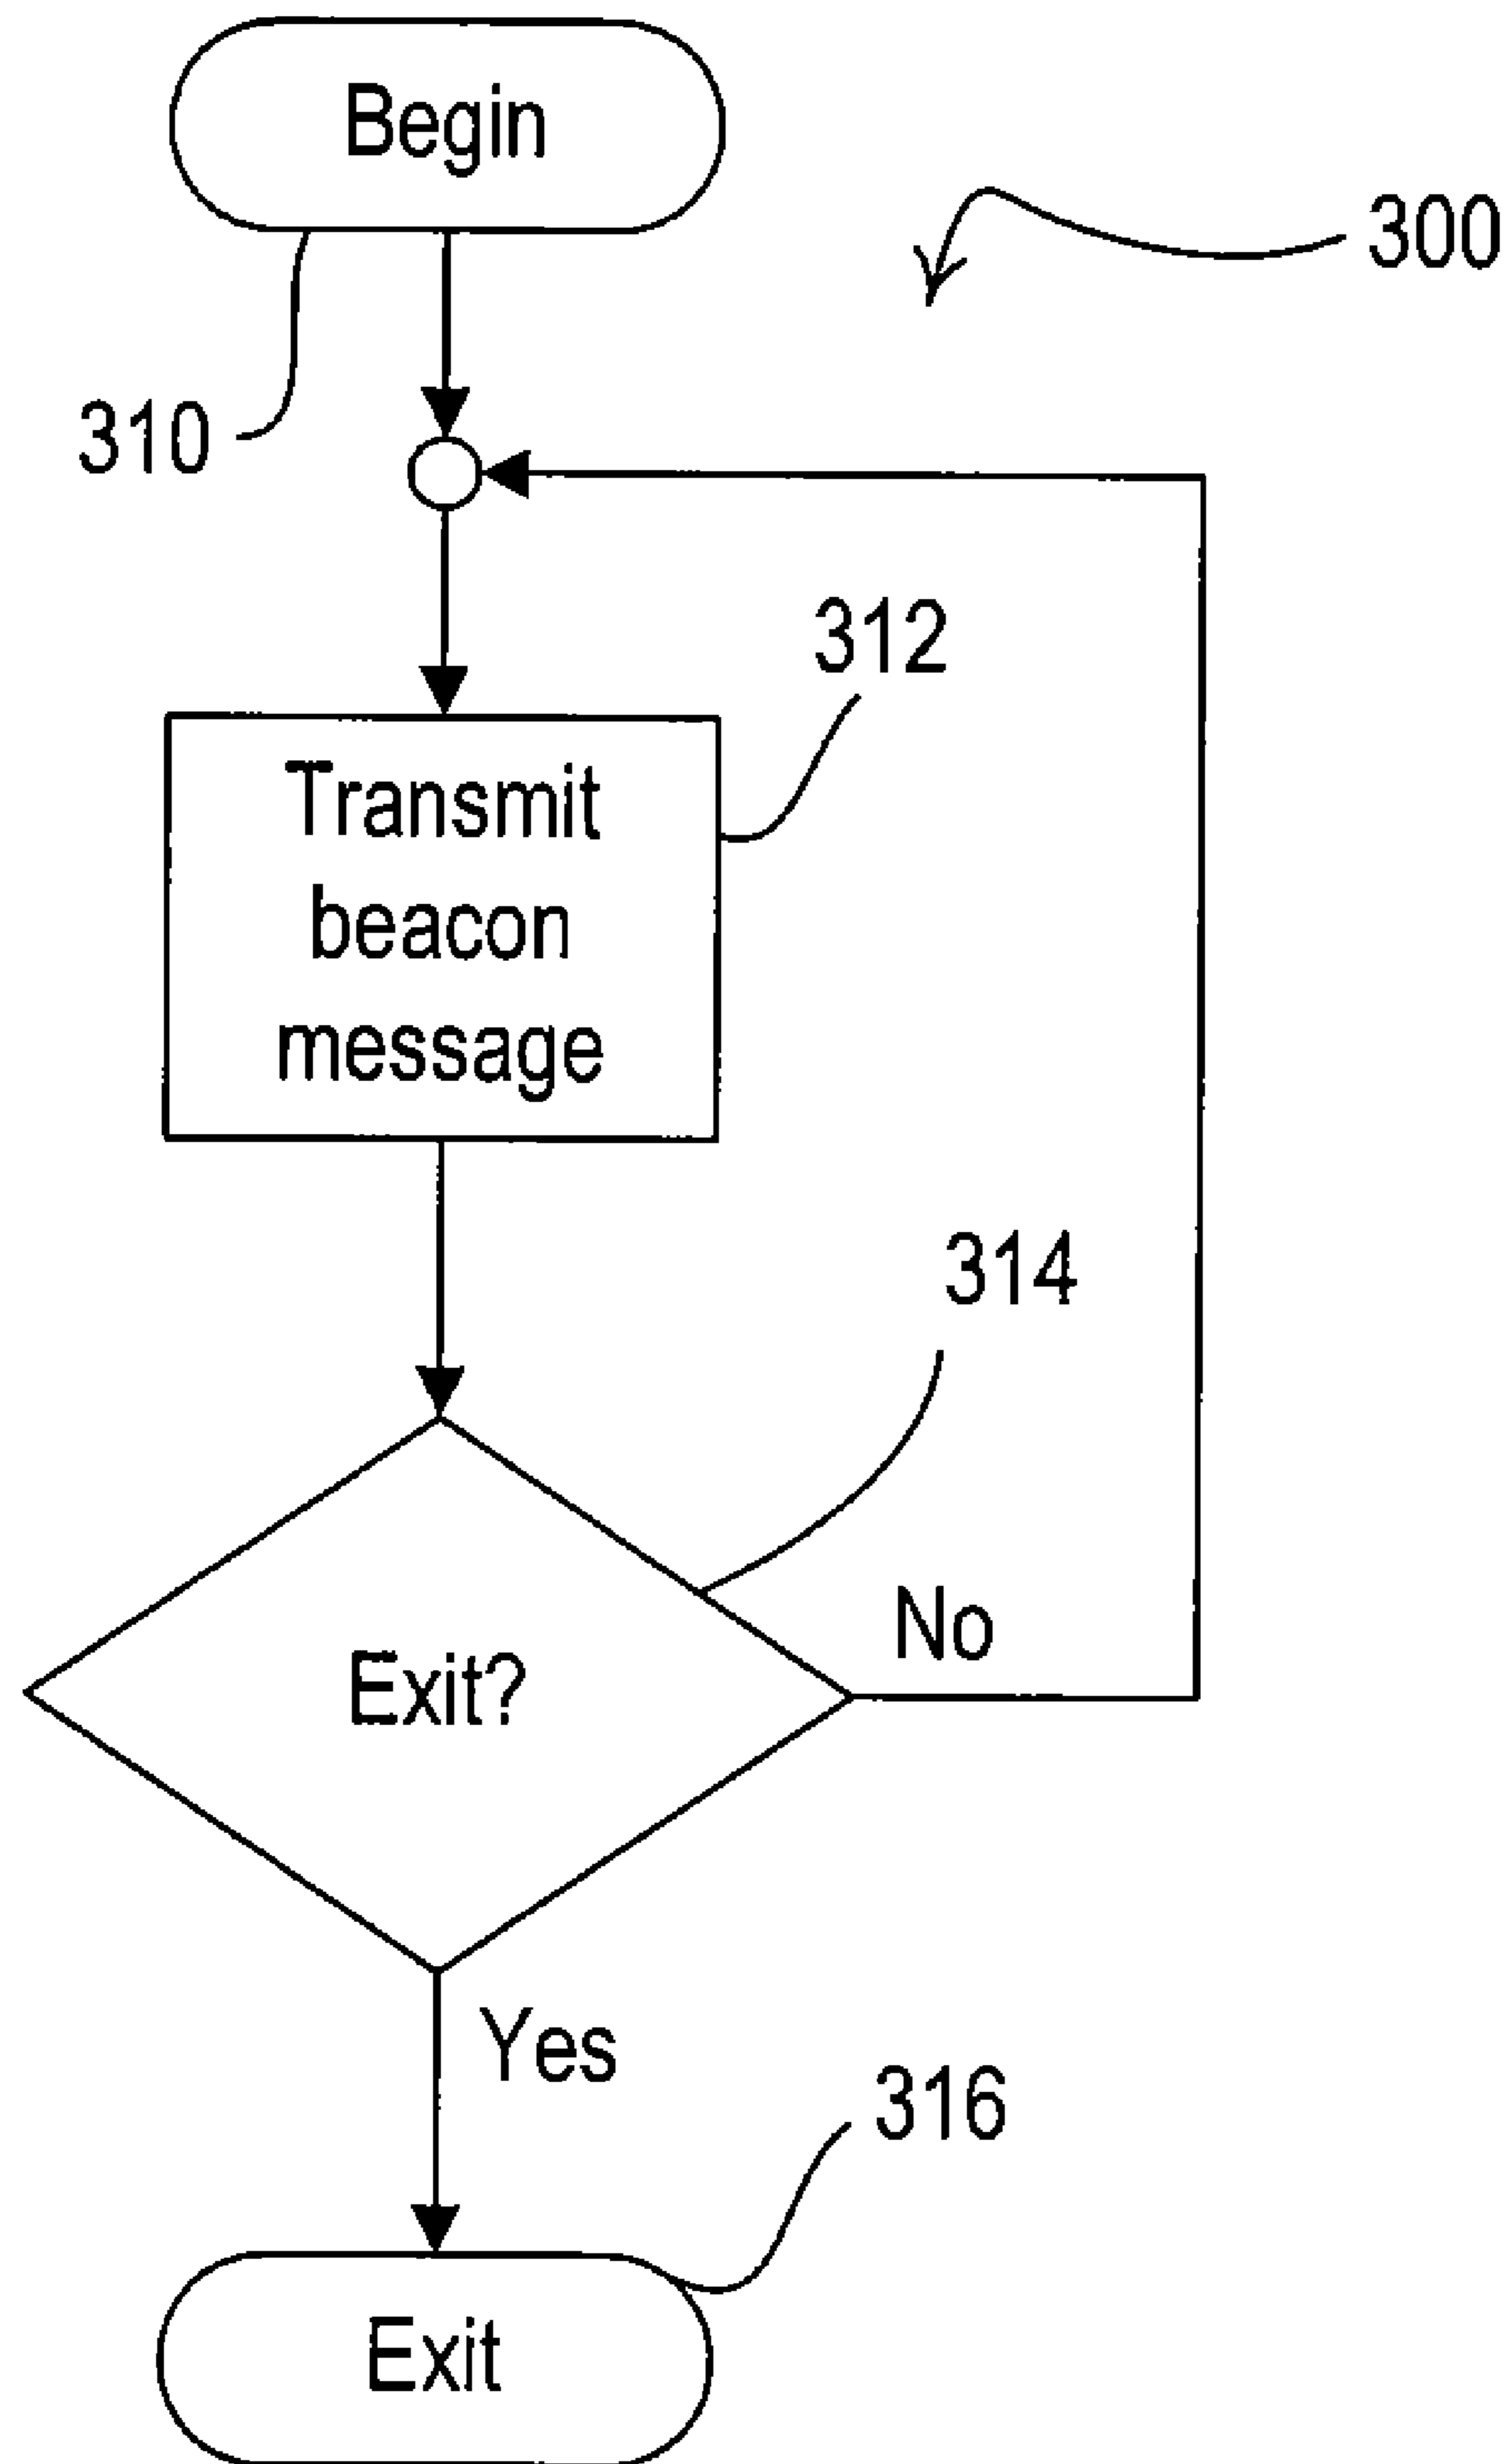 Begin
300
310
312
Transmit
beacon
message
314
No
Exit?
Yes
316
Exit